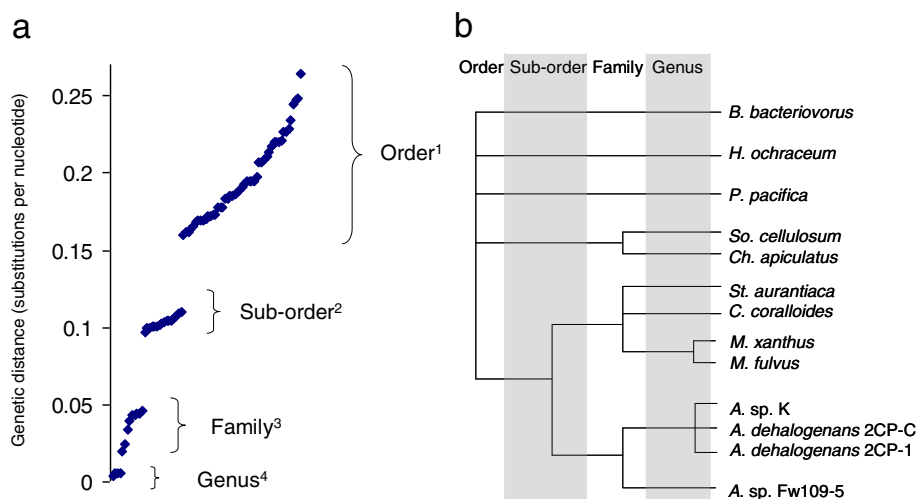 a
Genetic distance (substitutions per nucleotide)
0.25
0.2
0.15
0.1
0.05
0
Order¹
Sub-order²
Family³
Genus⁴
b
Order Sub-order Family Genus
B. bacteriovorus
H. ochraceum
P. pacifica
So. cellulosum
Ch. apiculatus
St. aurantiaca
C. coralloides
M. xanthus
M. fulvus
A. sp. K
A. dehalogenans 2CP-C
A. dehalogenans 2CP-1
A. sp. Fw109-5